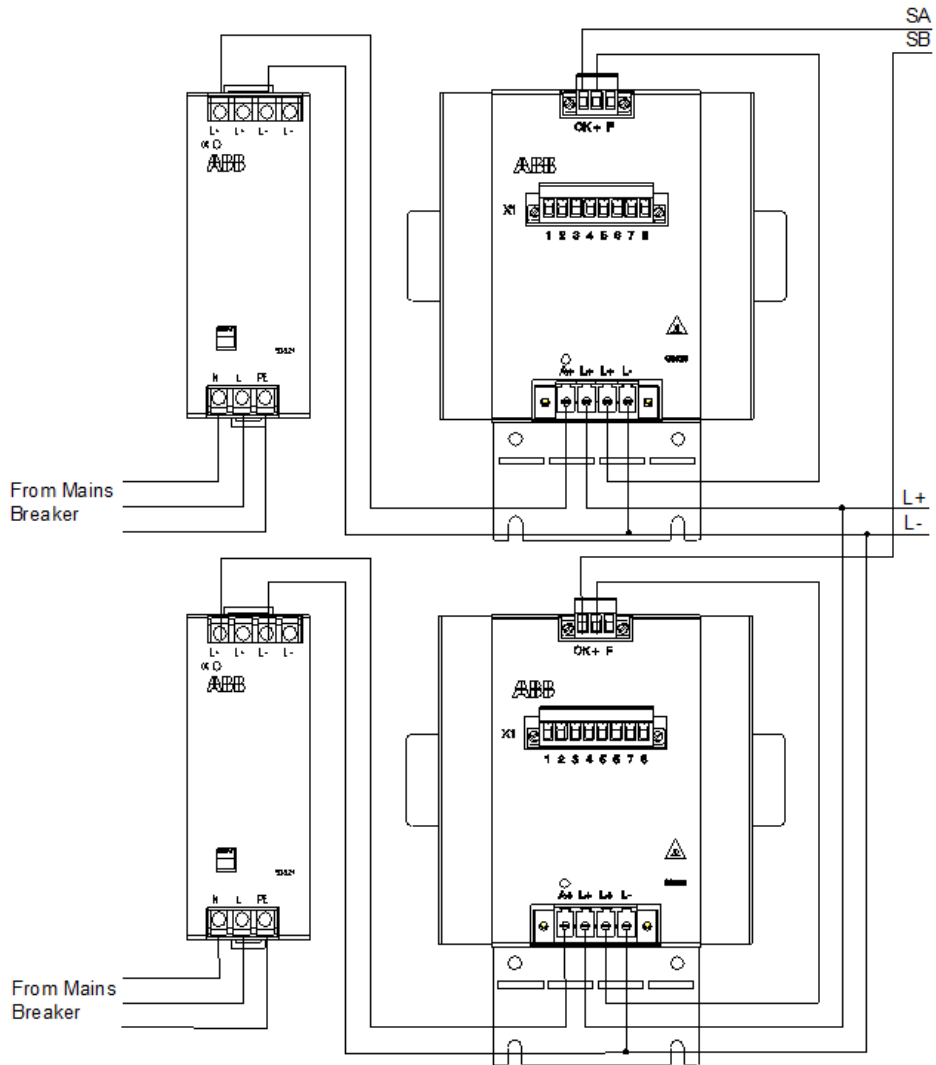 SA
SB
L+ L+ L- L-
ABB
N L PE
OK + F
ABB
X1
1 2 3 4 5 6 7 8
A+ L+ L+ L-
From Mains
Breaker
L+
L-
L+ L+ L- L-
ABB
N L PE
OK + F
ABB
X1
1 2 3 4 5 6 7 8
A+ L+ L+ L-
From Mains
Breaker